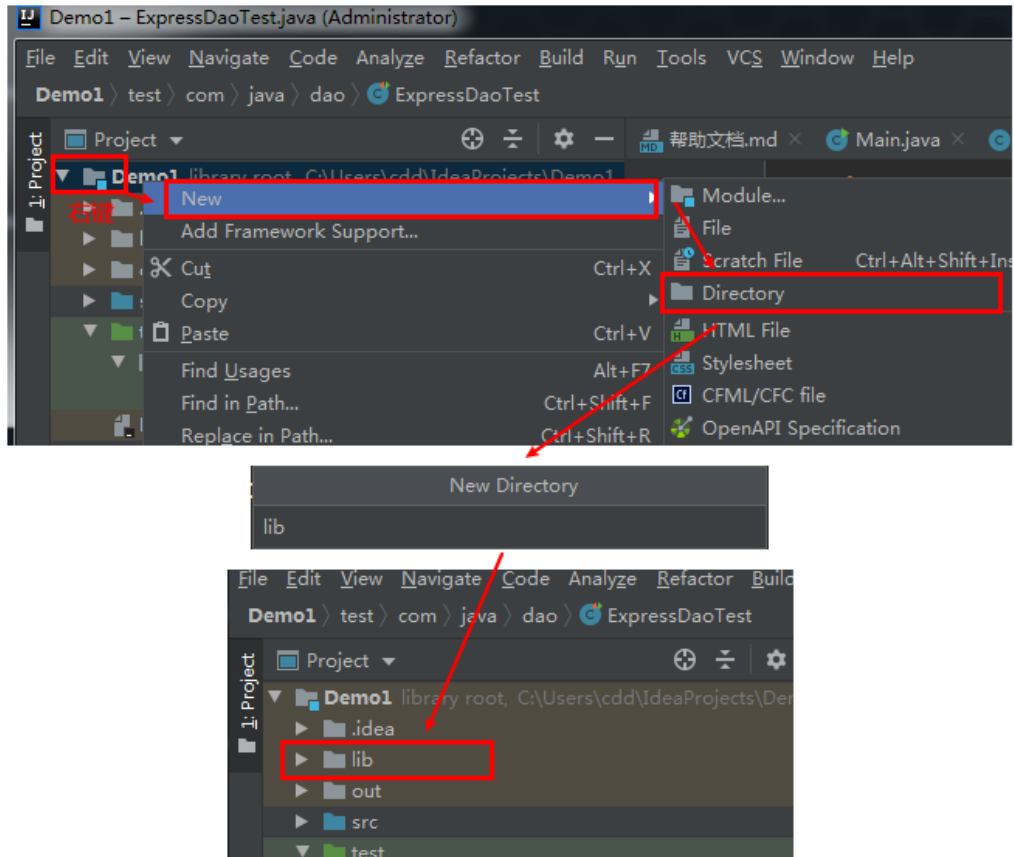 Demo1 – ExpressDaoTest.java (Administrator)
File Edit View Navigate Code Analyze Refactor Build Run Tools VCS Window Help
Demo1 〉 test 〉 com 〉 java 〉 dao 〉 ExpressDaoTest
1: Project
Project
帮助文档.md × Main.java ×
Demo1 library root, C:\Users\cdd\IdeaProjects\Demo1
右键
New
Add Framework Support...
Cut Ctrl+X
Copy
Paste Ctrl+V
Find Usages Alt+F7
Find in Path... Ctrl+Shift+F
Replace in Path... Ctrl+Shift+R
Module...
File
Scratch File Ctrl+Alt+Shift+Ins
Directory
HTML File
Stylesheet
CFML/CFC file
OpenAPI Specification
New Directory
lib
File Edit View Navigate Code Analyze Refactor Build
Demo1 〉 test 〉 com 〉 java 〉 dao 〉 ExpressDaoTest
1: Project
Project
Demo1 library root, C:\Users\cdd\IdeaProjects\Der
.idea
lib
out
src
test